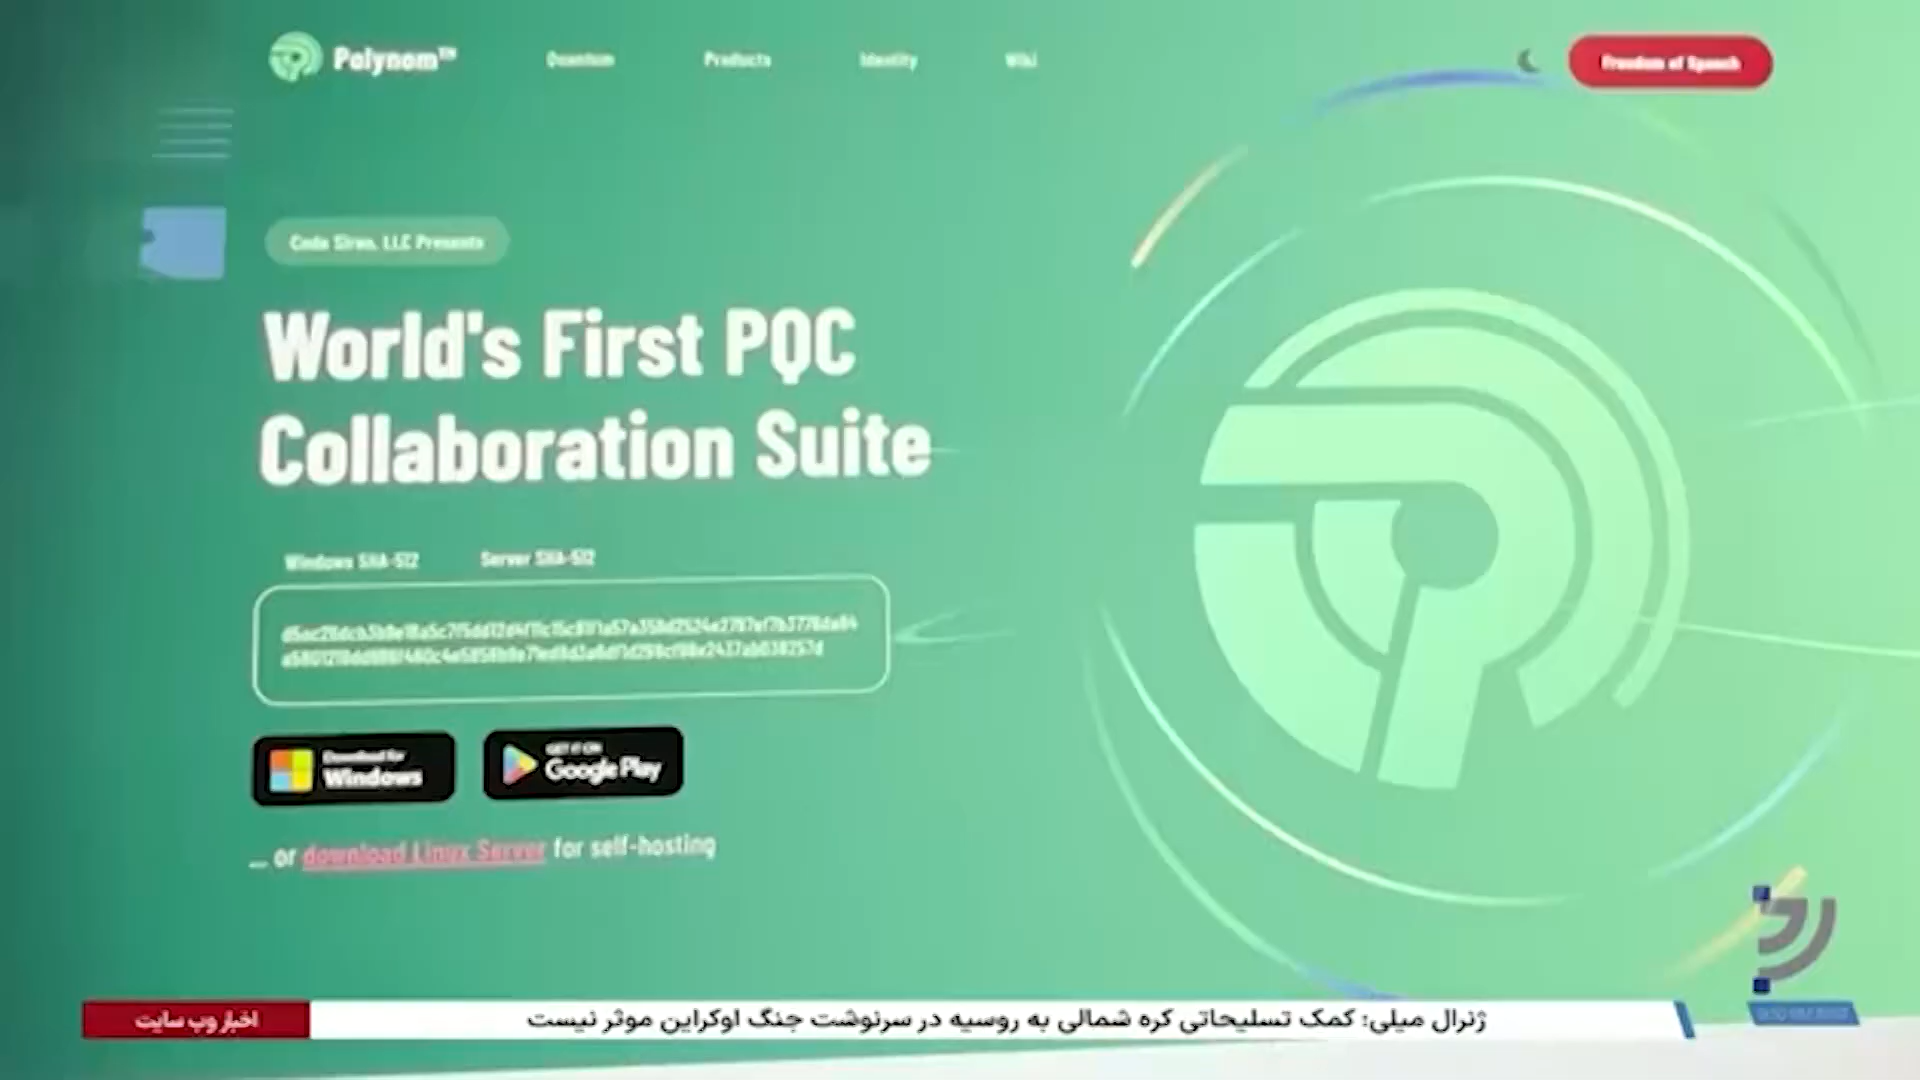 Polynom™
Quantum
Products
Identity
Wiki
Freedom of Speech
Code Siren, LLC Presents
World's First PQC
Collaboration Suite
Windows SHA-512
Server SHA-512
Download for
Windows
GET IT ON
Google Play
... or download Linux Server for self-hosting
اخبار وب سایت
ژنرال میلی: کمک تسلیحاتی کره شمالی به روسیه در سرنوشت جنگ اوکراین موثر نیست